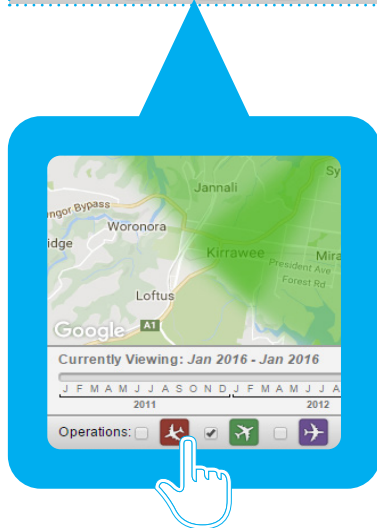 Sy
Jannali
ngor Bypass
Woronora
idge
Kirrawee
Mira
President Ave
Forest Rd
Loftus
Google
A1
Currently Viewing: Jan 2016 - Jan 2016
J F M A M J J A S O N D J F M A M J J A
2011 2012
Operations: